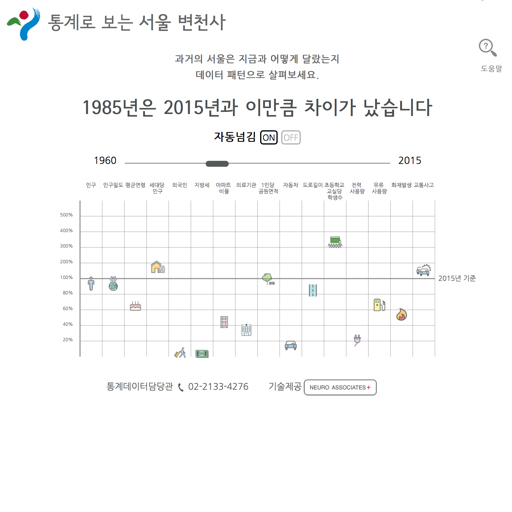 통계로 보는 서울 변천사
과거의 서울은 지금과 어떻게 달랐는지
데이터 패턴으로 살펴보세요.
도움말
1985년은 2015년과 이만큼 차이가 났습니다
자동넘김 ON OFF
1960 2015
인구 인구밀도 평균연령 세대당 인구 외국인 지방세 아파트 비율 의료기관 1인당 공원면적 자동차 도로길이 초등학교 교실당 학생수 전력 사용량 유류 사용량 화재발생 교통사고
500%
400%
300%
200%
100% 2015년 기준
80%
60%
40%
20%
통계데이터담당관 02-2133-4276 기술제공 NEURO ASSOCIATES+